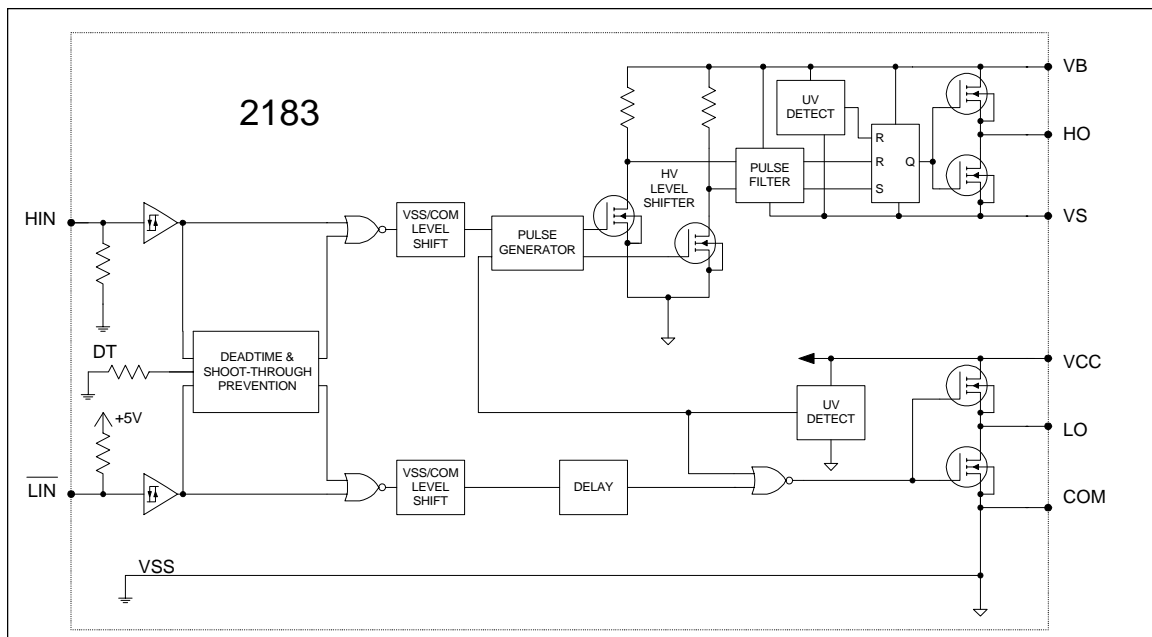 2183
VB
UV
DETECT
HO
R
R
Q
S
PULSE
FILTER
HV
LEVEL
SHIFTER
VS
HIN
VSS/COM
LEVEL
SHIFT
PULSE
GENERATOR
DT
DEADTIME &
SHOOT-THROUGH
PREVENTION
VCC
UV
DETECT
+5V
LO
LIN
VSS/COM
LEVEL
SHIFT
DELAY
COM
VSS